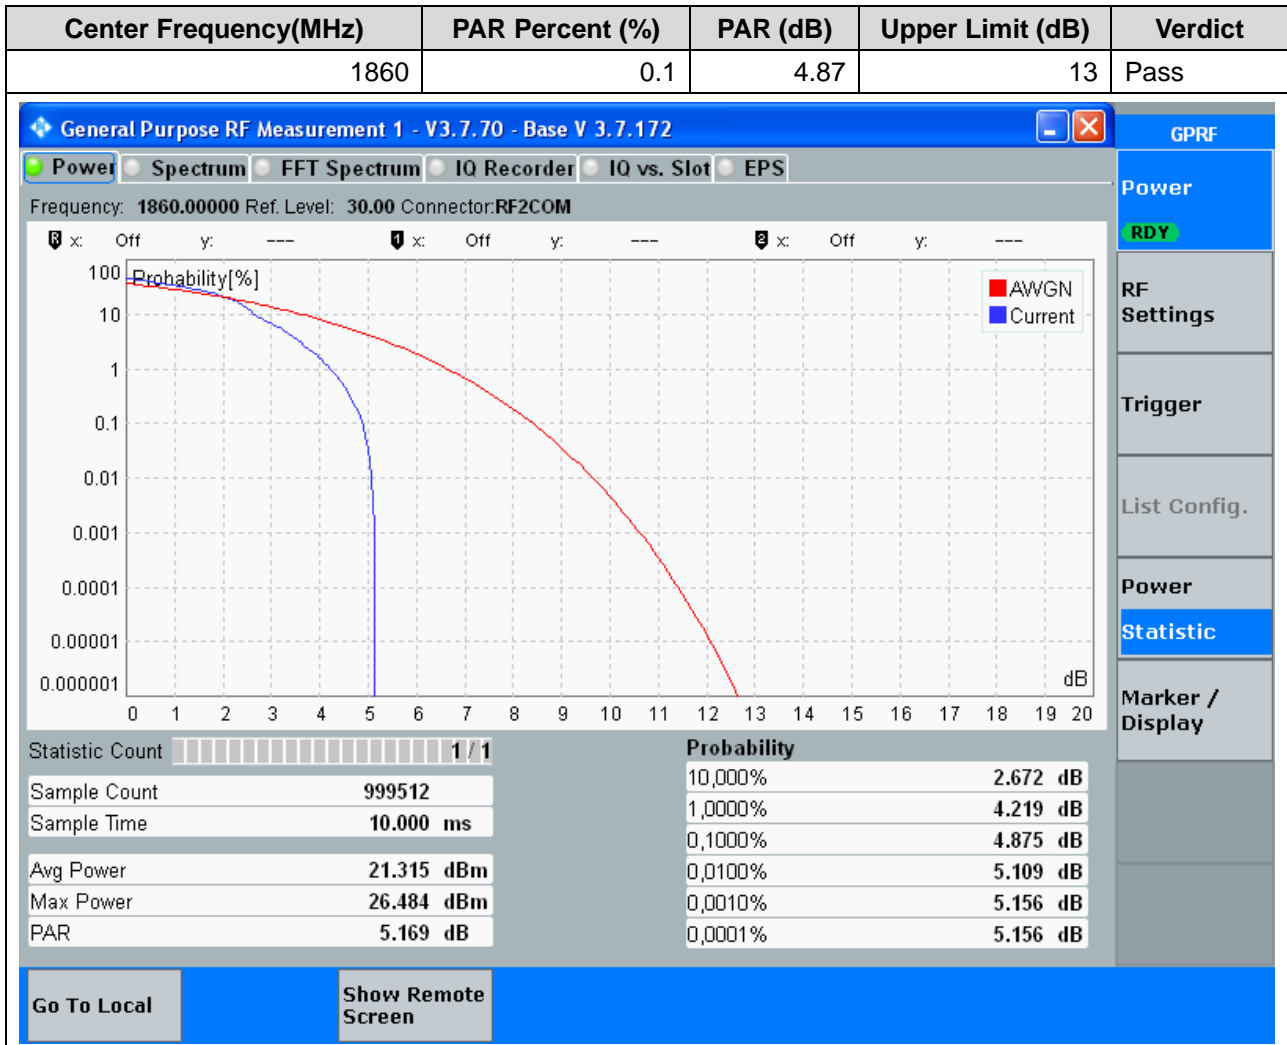 Center Frequency(MHz) PAR Percent (%) PAR (dB) Upper Limit (dB) Verdict
1860 0.1 4.87 13 Pass
General Purpose RF Measurement 1 - V3.7.70 - Base V 3.7.172
GPRF
Power Spectrum FFT Spectrum IQ Recorder IQ vs. Slot EPS
Power
RDY
Frequency: 1860.00000 Ref. Level: 30.00 Connector:RF2COM
R x: Off y: --- 1 x: Off y: --- 2 x: Off y: ---
Probability[%]
AWGN
Current
100
10
1
0.1
0.01
0.001
0.0001
0.00001
0.000001
dB
0 1 2 3 4 5 6 7 8 9 10 11 12 13 14 15 16 17 18 19 20
RF
Settings
Trigger
List Config.
Power
Statistic
Marker /
Display
Statistic Count 1 / 1
Sample Count 999512
Sample Time 10.000 ms
Avg Power 21.315 dBm
Max Power 26.484 dBm
PAR 5.169 dB
Probability
10,000% 2.672 dB
1,0000% 4.219 dB
0,1000% 4.875 dB
0,0100% 5.109 dB
0,0010% 5.156 dB
0,0001% 5.156 dB
Go To Local
Show Remote
Screen